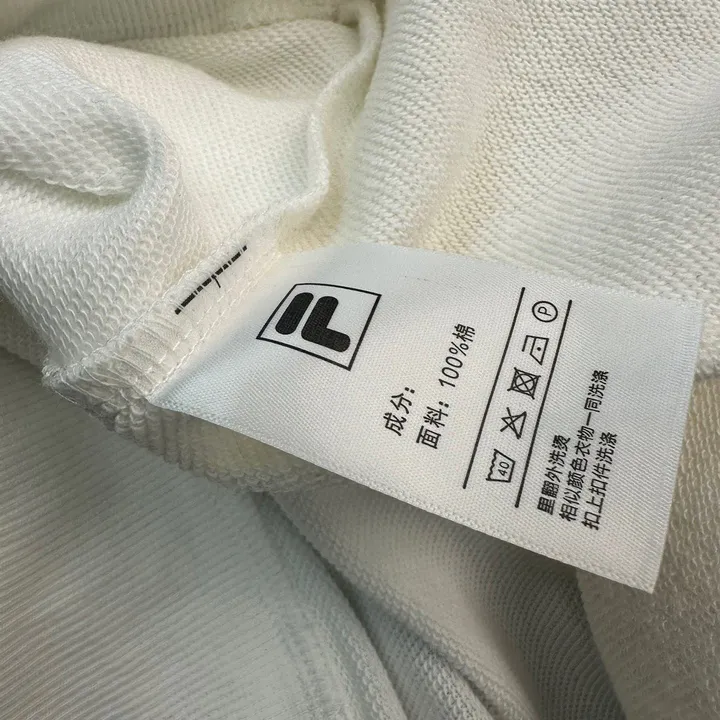 成分:
面料: 100%棉
40
P
里翻外洗烫
相似颜色衣物一同洗涤
扣上扣件洗涤